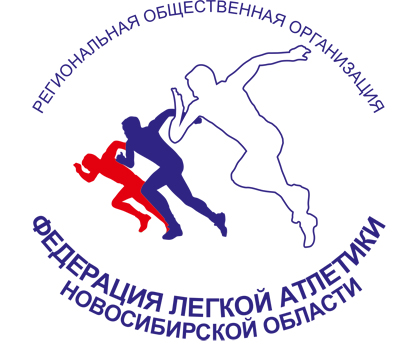 РЕГИОНАЛЬНАЯ ОБЩЕСТВЕННАЯ ОРГАНИЗАЦИЯ
ФЕДЕРАЦИЯ ЛЕГКОЙ АТЛЕТИКИ
НОВОСИБИРСКОЙ ОБЛАСТИ